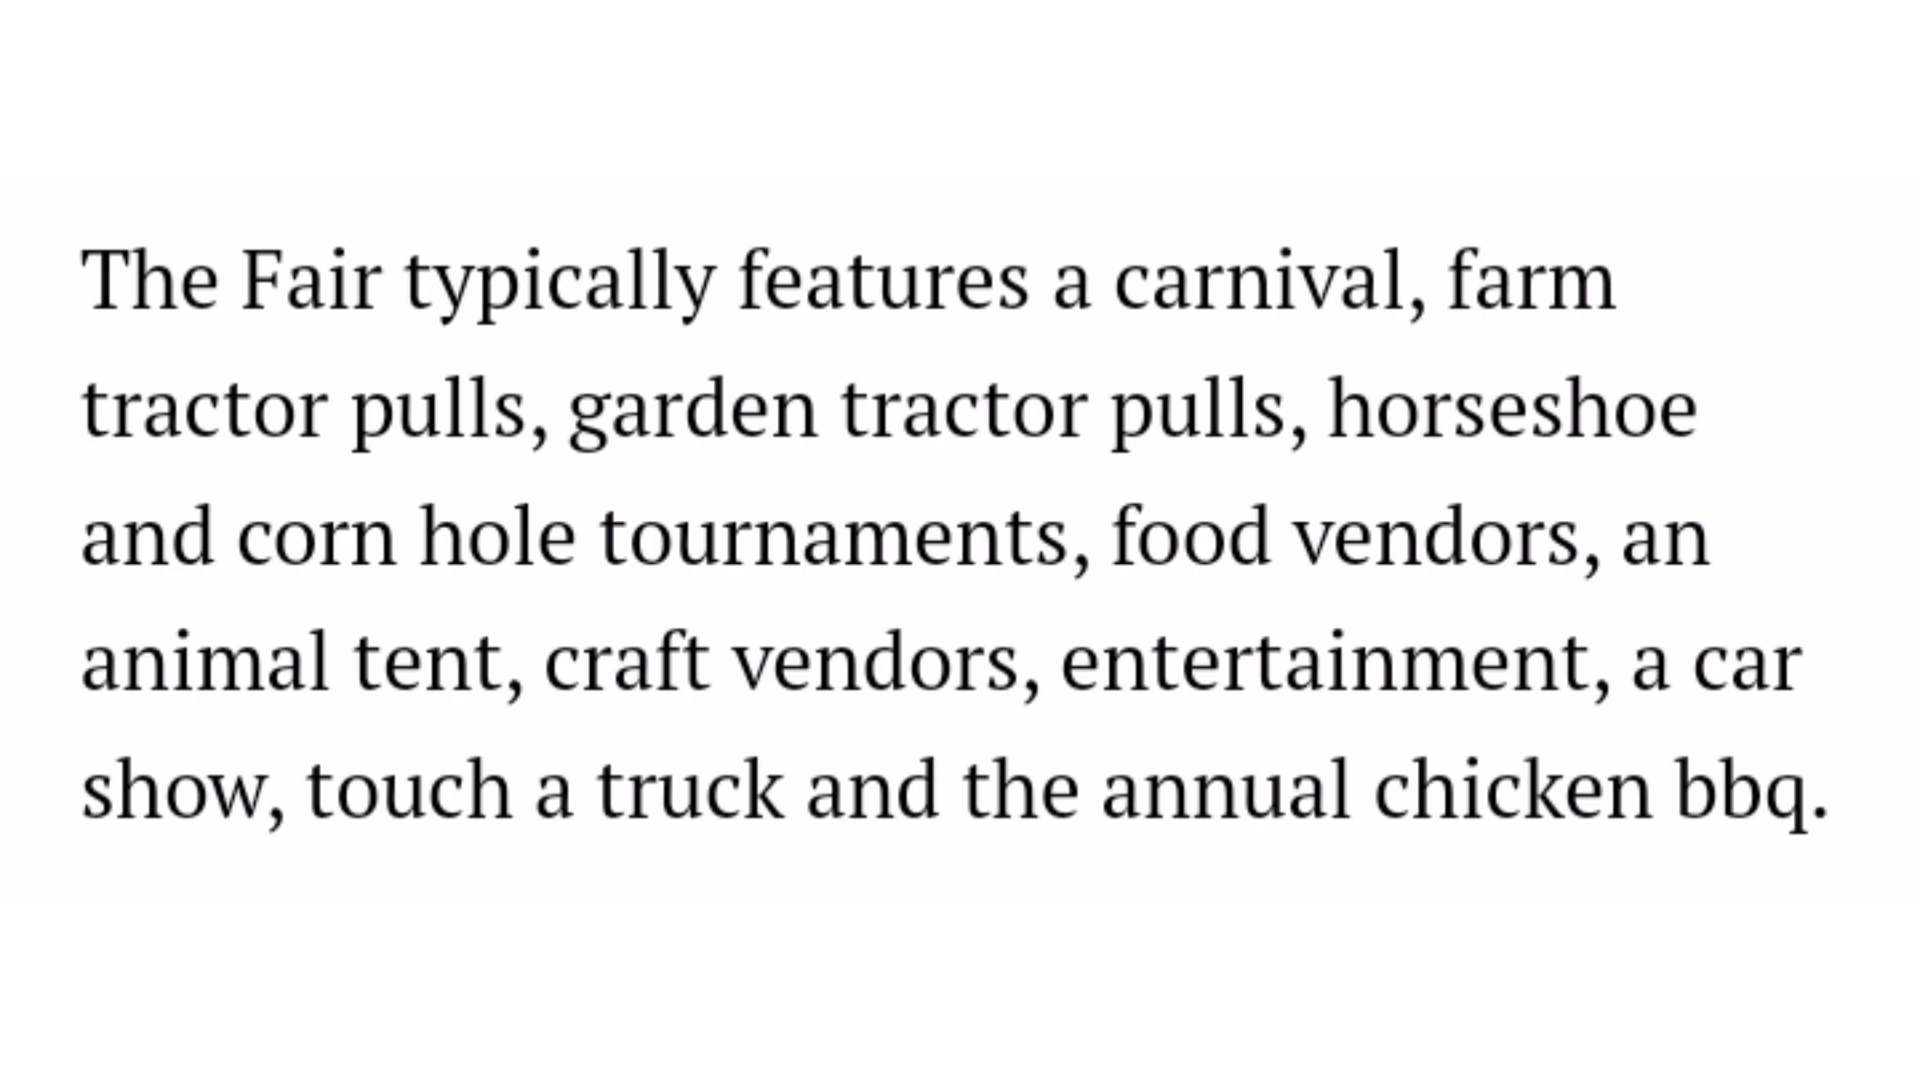 The Fair typically features a carnival, farm
tractor pulls, garden tractor pulls, horseshoe
and corn hole tournaments, food vendors, an
animal tent, craft vendors, entertainment, a car
show, touch a truck and the annual chicken bbq.